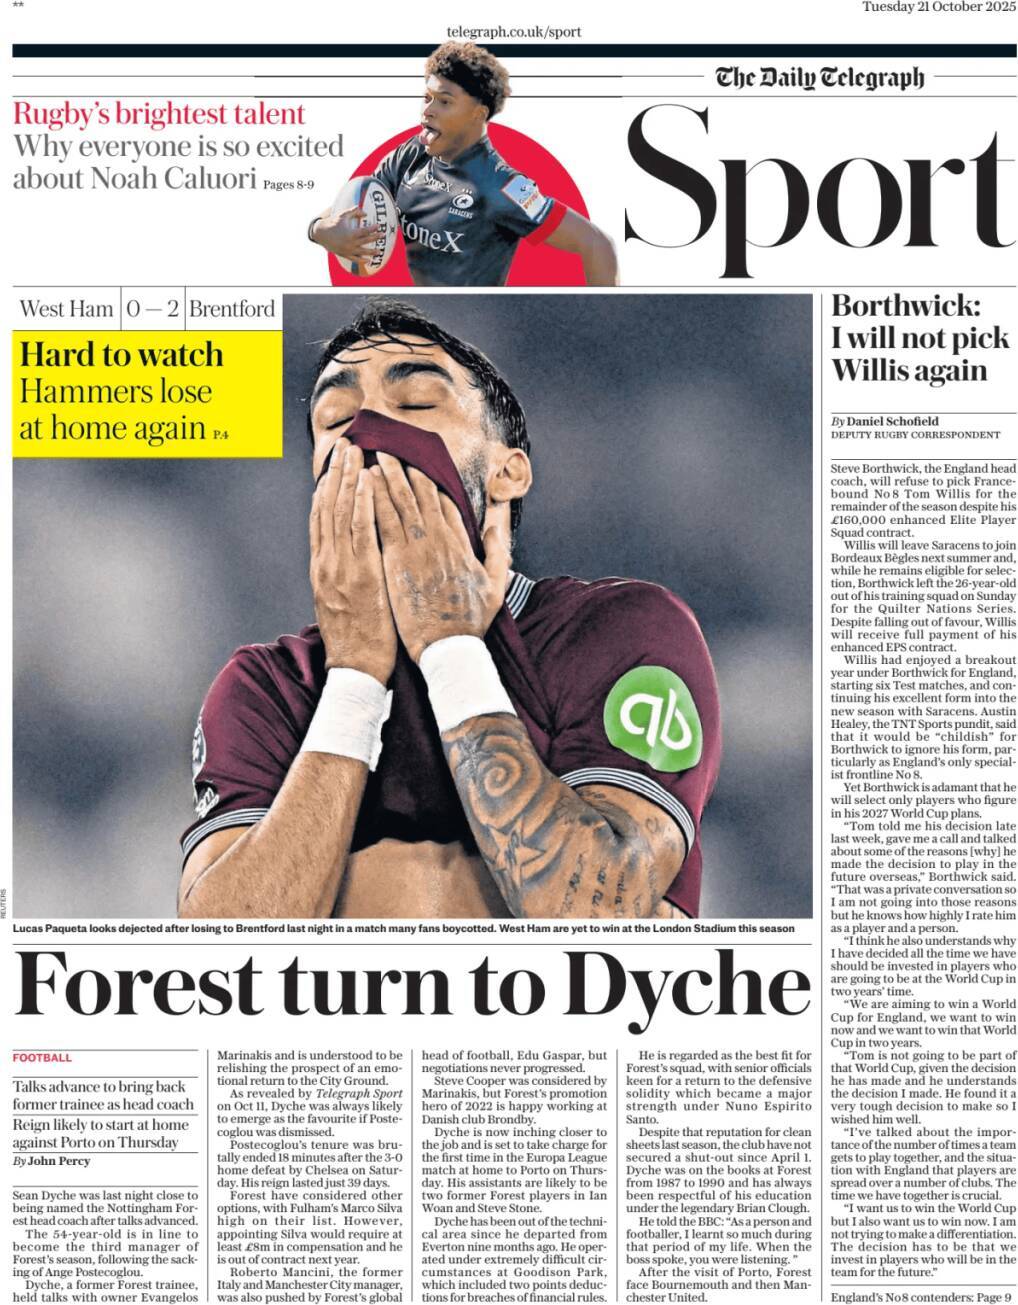 **
Tuesday 21 October 2025
telegraph.co.uk/sport
The Daily Telegraph
Sport
Rugby's brightest talent
Why everyone is so excited
about Noah Caluori Pages 8-9
StoneX
SARACENS
toneX
GILBERT
West Ham 0 — 2 Brentford
Hard to watch
Hammers lose
at home again P.4
qb
REUTERS
Lucas Paqueta looks dejected after losing to Brentford last night in a match many fans boycotted. West Ham are yet to win at the London Stadium this season
Forest turn to Dyche
FOOTBALL
Talks advance to bring back
former trainee as head coach
Reign likely to start at home
against Porto on Thursday
By John Percy
Sean Dyche was last night close to
being named the Nottingham For-
est head coach after talks advanced.
The 54-year-old is in line to
become the third manager of
Forest's season, following the sack-
ing of Ange Postecoglou.
Dyche, a former Forest trainee,
held talks with owner Evangelos
Marinakis and is understood to be
relishing the prospect of an emo-
tional return to the City Ground.
As revealed by Telegraph Sport
on Oct 11, Dyche was always likely
to emerge as the favourite if Poste-
coglou was dismissed.
Postecoglou's tenure was bru-
tally ended 18 minutes after the 3-0
home defeat by Chelsea on Satur-
day. His reign lasted just 39 days.
Forest have considered other
options, with Fulham's Marco Silva
high on their list. However,
appointing Silva would require at
least £8m in compensation and he
is out of contract next year.
Roberto Mancini, the former
Italy and Manchester City manager,
was also pushed by Forest's global
head of football, Edu Gaspar, but
negotiations never progressed.
Steve Cooper was considered by
Marinakis, but Forest's promotion
hero of 2022 is happy working at
Danish club Brondby.
Dyche is now inching closer to
the job and is set to take charge for
the first time in the Europa League
match at home to Porto on Thurs-
day. His assistants are likely to be
two former Forest players in Ian
Woan and Steve Stone.
Dyche has been out of the techni-
cal area since he departed from
Everton nine months ago. He oper-
ated under extremely difficult cir-
cumstances at Goodison Park,
which included two points deduc-
tions for breaches of financial rules.
He is regarded as the best fit for
Forest's squad, with senior officials
keen for a return to the defensive
solidity which became a major
strength under Nuno Espirito
Santo.
Despite that reputation for clean
sheets last season, the club have not
secured a shut-out since April 1.
Dyche was on the books at Forest
from 1987 to 1990 and has always
been respectful of his education
under the legendary Brian Clough.
He told the BBC: "As a person and
footballer, I learnt so much during
that period of my life. When the
boss spoke, you were listening."
After the visit of Porto, Forest
face Bournemouth and then Man-
chester United.
Borthwick:
I will not pick
Willis again
By Daniel Schofield
DEPUTY RUGBY CORRESPONDENT
Steve Borthwick, the England head
coach, will refuse to pick France-
bound No 8 Tom Willis for the
remainder of the season despite his
£160,000 enhanced Elite Player
Squad contract.
Willis will leave Saracens to join
Bordeaux Bègles next summer and,
while he remains eligible for selec-
tion, Borthwick left the 26-year-old
out of his training squad on Sunday
for the Quilter Nations Series.
Despite falling out of favour, Willis
will receive full payment of his
enhanced EPS contract.
Willis had enjoyed a breakout
year under Borthwick for England,
starting six Test matches, and con-
tinuing his excellent form into the
new season with Saracens. Austin
Healey, the TNT Sports pundit, said
that it would be "childish" for
Borthwick to ignore his form, par-
ticularly as England's only special-
ist frontline No 8.
Yet Borthwick is adamant that he
will select only players who figure
in his 2027 World Cup plans.
"Tom told me his decision late
last week, gave me a call and talked
about some of the reasons [why] he
made the decision to play in the
future overseas," Borthwick said.
"That was a private conversation so
I am not going into those reasons
but he knows how highly I rate him
as a player and a person.
"I think he also understands why
I have decided all the time we have
should be invested in players who
are going to be at the World Cup in
two years' time.
"We are aiming to win a World
Cup for England, we want to win
now and we want to win that World
Cup in two years.
"Tom is not going to be part of
that World Cup, given the decision
he has made and he understands
the decision I made. He found it a
very tough decision to make so I
wished him well.
"I've talked about the impor-
tance of the number of times a team
gets to play together, and the situa-
tion with England that players are
spread over a number of clubs. The
time we have together is crucial.
"I want us to win the World Cup
but I also want us to win now. I am
not trying to make a differentiation.
The decision has to be that we
invest in players who will be in the
team for the future."
England's No 8 contenders: Page 9